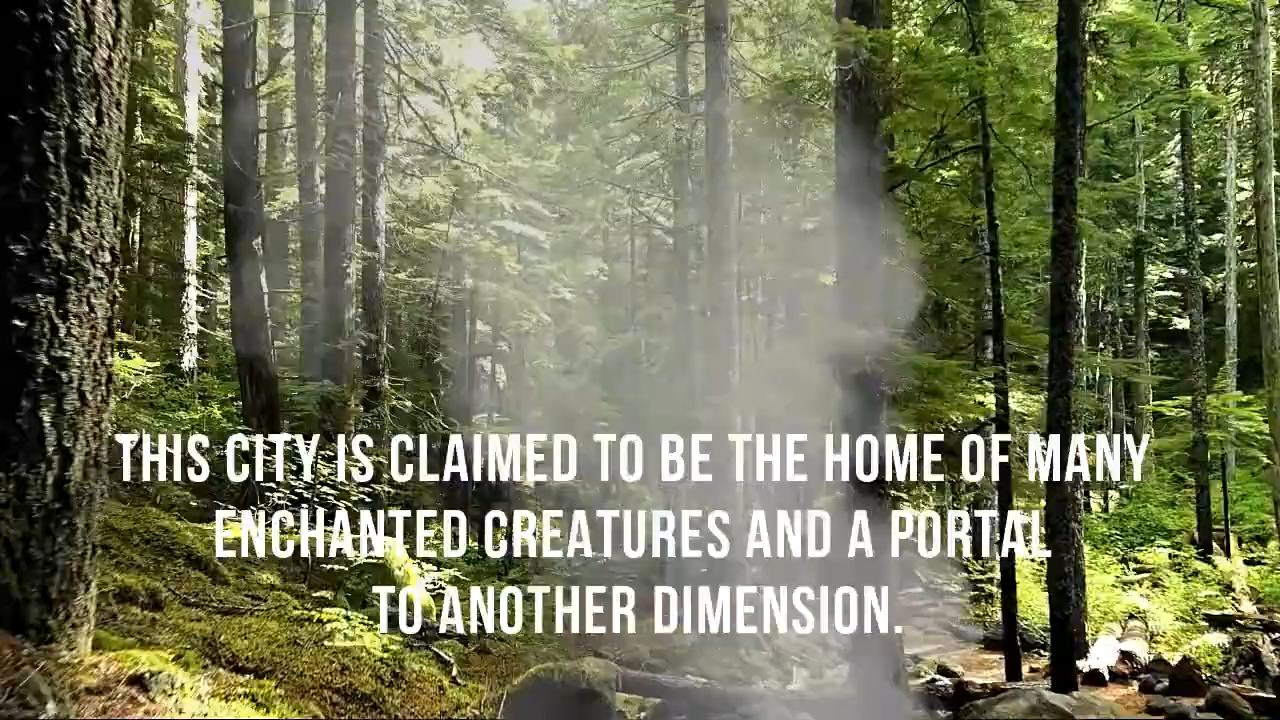 THIS CITY IS CLAIMED TO BE THE HOME OF MANY
ENCHANTED CREATURES AND A PORTAL
TO ANOTHER DIMENSION.